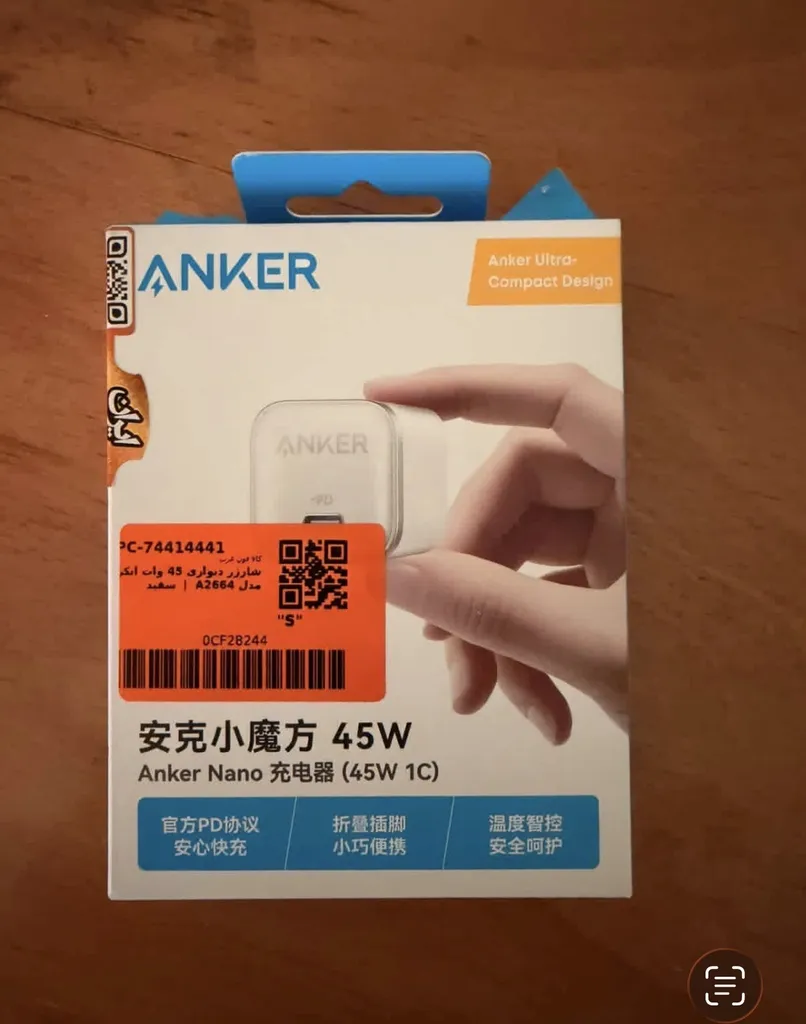 ANKER
Anker Ultra-
Compact Design
ANKER
PD
PC-74414441
شارژر دیواری 45 وات انکر
مدل A2664 | سفید
"S"
0CF28244
安克小魔方 45W
Anker Nano 充电器 (45W 1C)
官方PD协议
安心快充
折叠插脚
小巧便携
温度智控
安全呵护